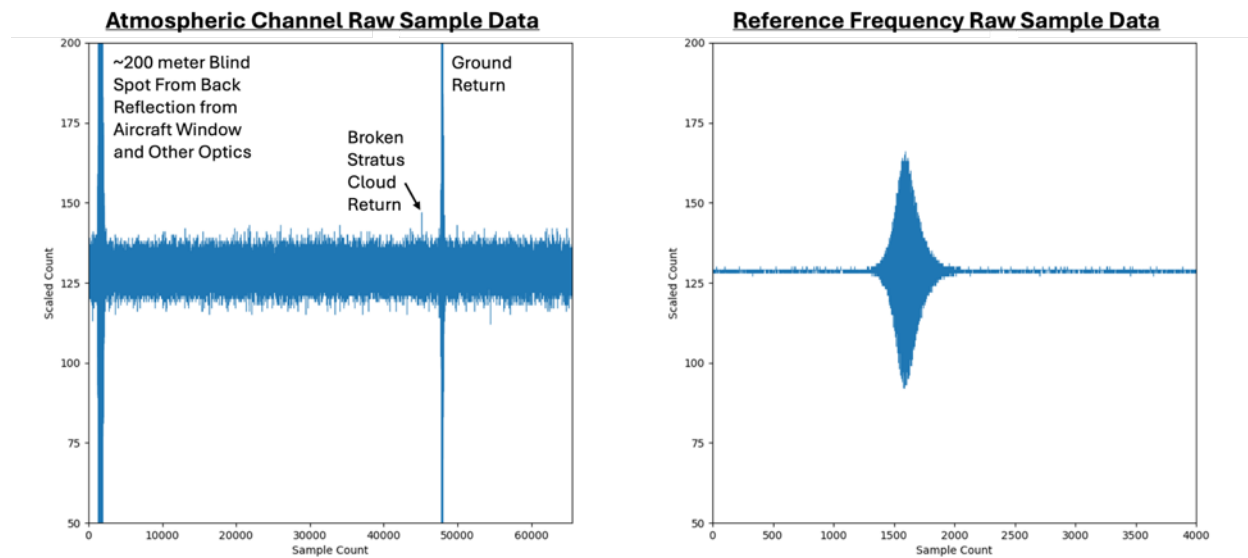 Atmospheric Channel Raw Sample Data
200
175
150
125
100
75
50
Scaled Count
~200 meter Blind
Spot From Back
Reflection from
Aircraft Window
and Other Optics
Broken
Stratus
Cloud
Return
Ground
Return
0
10000
20000
30000
40000
50000
60000
Sample Count
Reference Frequency Raw Sample Data
200
175
150
125
100
75
50
Scaled Count
0
500
1000
1500
2000
2500
3000
3500
4000
Sample Count